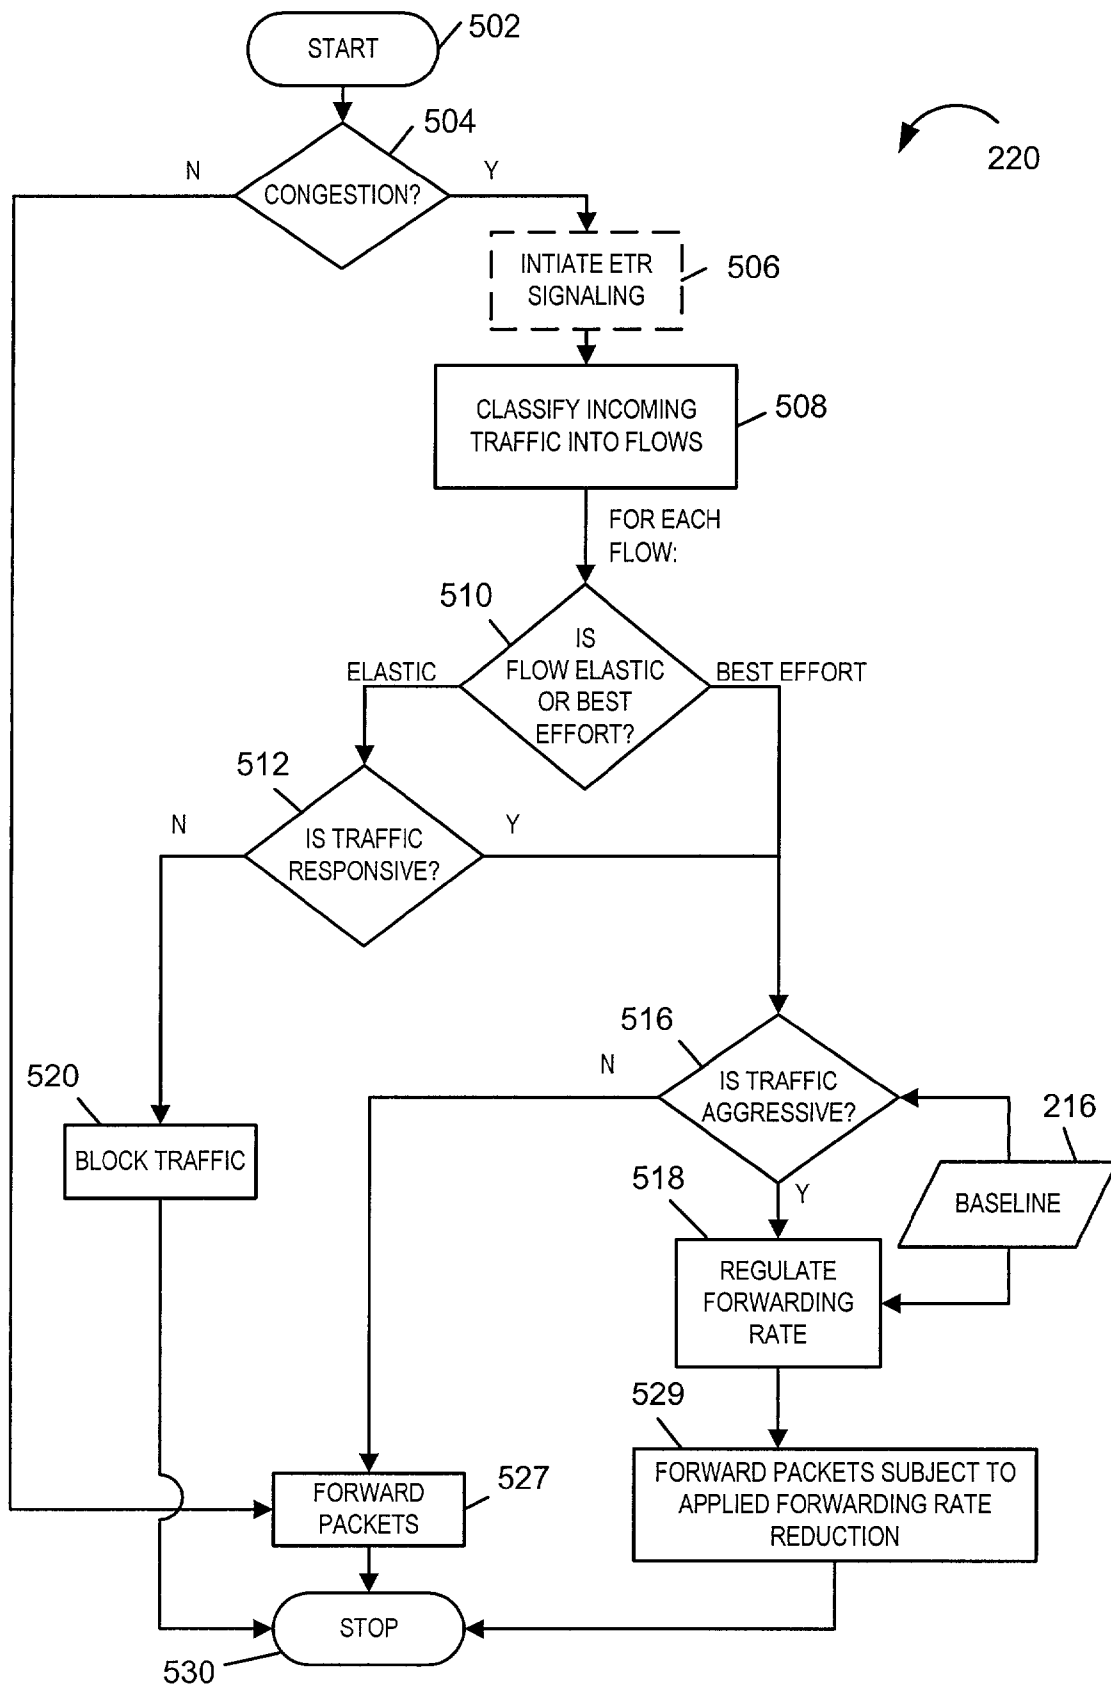 START
502
504
N
Y
CONGESTION?
220
INTIATE ETR
SIGNALING
506
CLASSIFY INCOMING
TRAFFIC INTO FLOWS
508
FOR EACH
FLOW:
510
IS
FLOW ELASTIC
OR BEST
EFFORT?
ELASTIC
BEST EFFORT
512
N
Y
IS TRAFFIC
RESPONSIVE?
516
N
IS TRAFFIC
AGGRESSIVE?
520
BLOCK TRAFFIC
216
BASELINE
518
Y
REGULATE
FORWARDING
RATE
529
FORWARD PACKETS SUBJECT TO
APPLIED FORWARDING RATE
REDUCTION
527
FORWARD
PACKETS
STOP
530